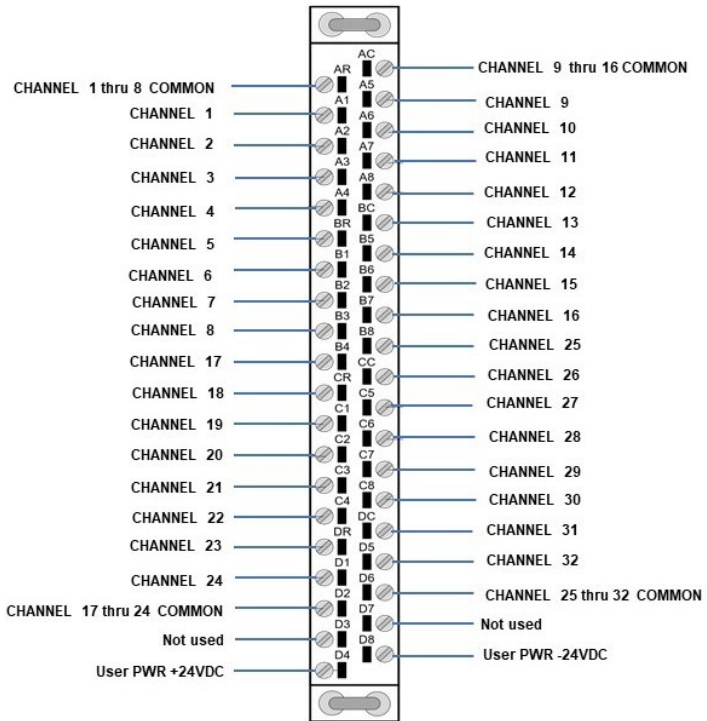 AC
CHANNEL 9 thru 16 COMMON
AR
CHANNEL 1 thru 8 COMMON
A5
A1
CHANNEL 9
CHANNEL 1
A6
A2
CHANNEL 10
CHANNEL 2
A7
A3
CHANNEL 11
CHANNEL 3
A8
A4
CHANNEL 12
CHANNEL 4
BC
BR
CHANNEL 13
CHANNEL 5
B5
B1
CHANNEL 14
CHANNEL 6
B6
B2
CHANNEL 15
CHANNEL 7
B7
B3
CHANNEL 16
CHANNEL 8
B8
B4
CHANNEL 25
CHANNEL 17
CC
CR
CHANNEL 26
CHANNEL 18
C5
C1
CHANNEL 27
CHANNEL 19
C6
C2
CHANNEL 28
CHANNEL 20
C7
C3
CHANNEL 29
CHANNEL 21
C8
C4
CHANNEL 30
CHANNEL 22
DC
DR
CHANNEL 31
CHANNEL 23
D5
D1
CHANNEL 32
CHANNEL 24
D6
D2
CHANNEL 25 thru 32 COMMON
CHANNEL 17 thru 24 COMMON
D7
D3
Not used
Not used
D8
D4
User PWR -24VDC
User PWR +24VDC